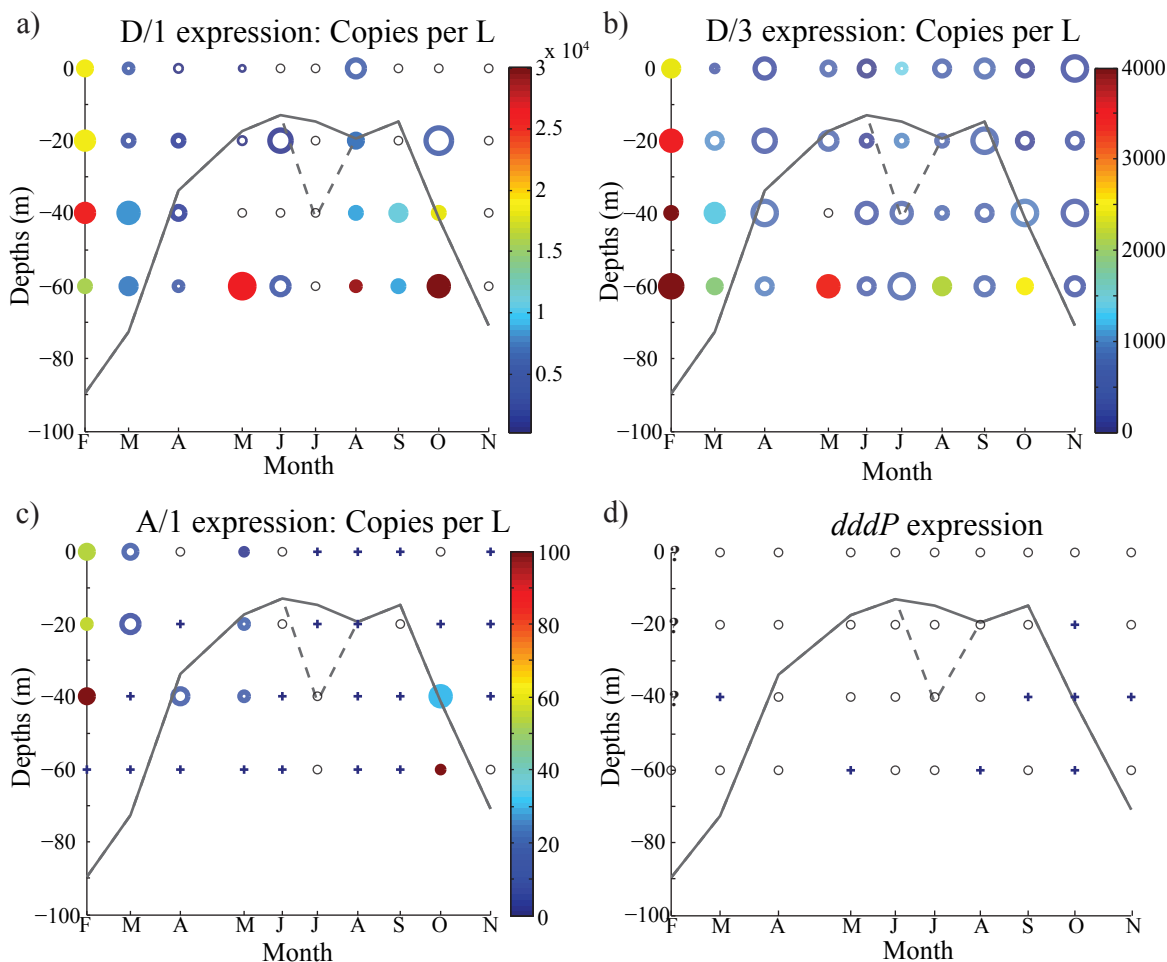 a)
D/1 expression: Copies per L
x 10⁴
0
−20
−40
−60
−80
−100
Depths (m)
F M A M J J A S O N
Month
3
2.5
2
1.5
1
0.5
b)
D/3 expression: Copies per L
0
−20
−40
−60
−80
−100
Depths (m)
F M A M J J A S O N
Month
4000
3000
2000
1000
0
c)
A/1 expression: Copies per L
0
−20
−40
−60
−80
−100
Depths (m)
F M A M J J A S O N
Month
100
80
60
40
20
0
d)
dddP expression
0 ?
−20 ?
−40 ?
−60
−80
−100
Depths (m)
F M A M J J A S O N
Month